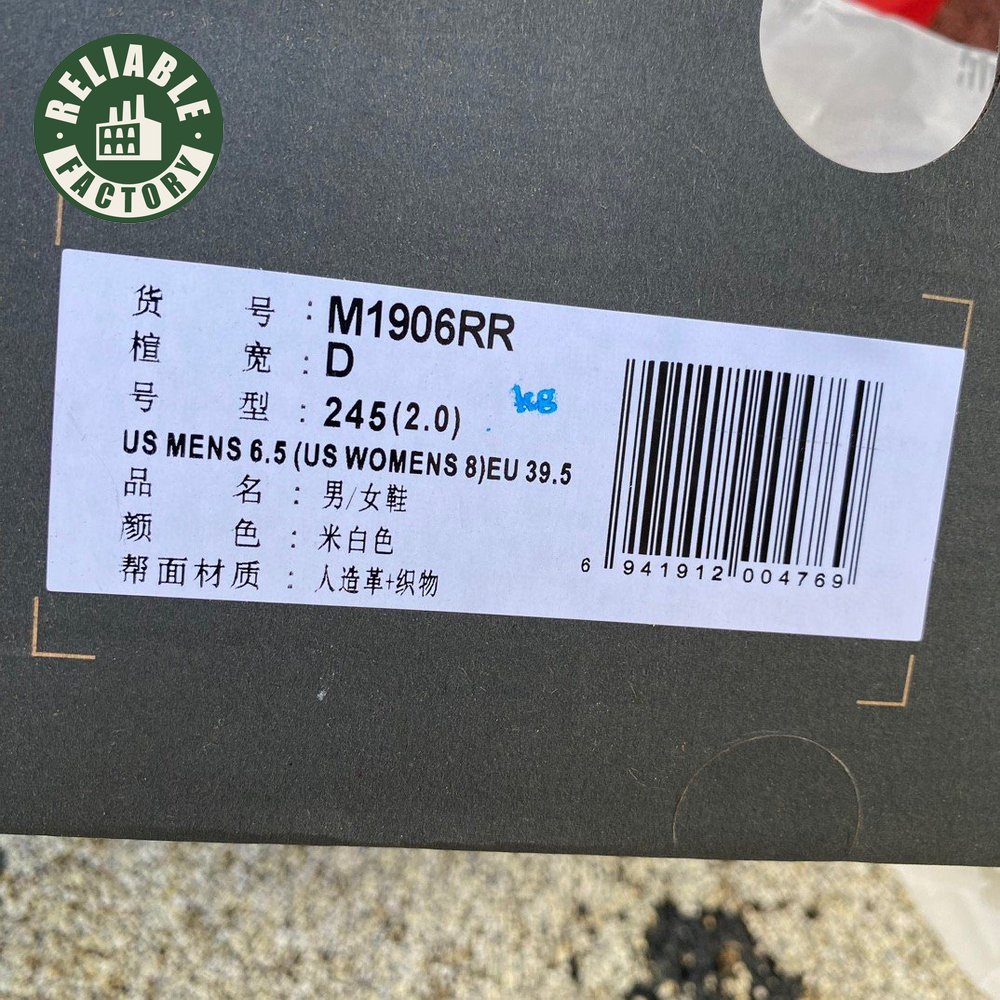 RELIABLE
FACTORY
货号：M1906RR
楦宽：D
号型：245(2.0)
US MENS 6.5 (US WOMENS 8)EU 39.5
品名：男/女鞋
颜色：米白色
帮面材质：人造革+织物
6 941912 004769